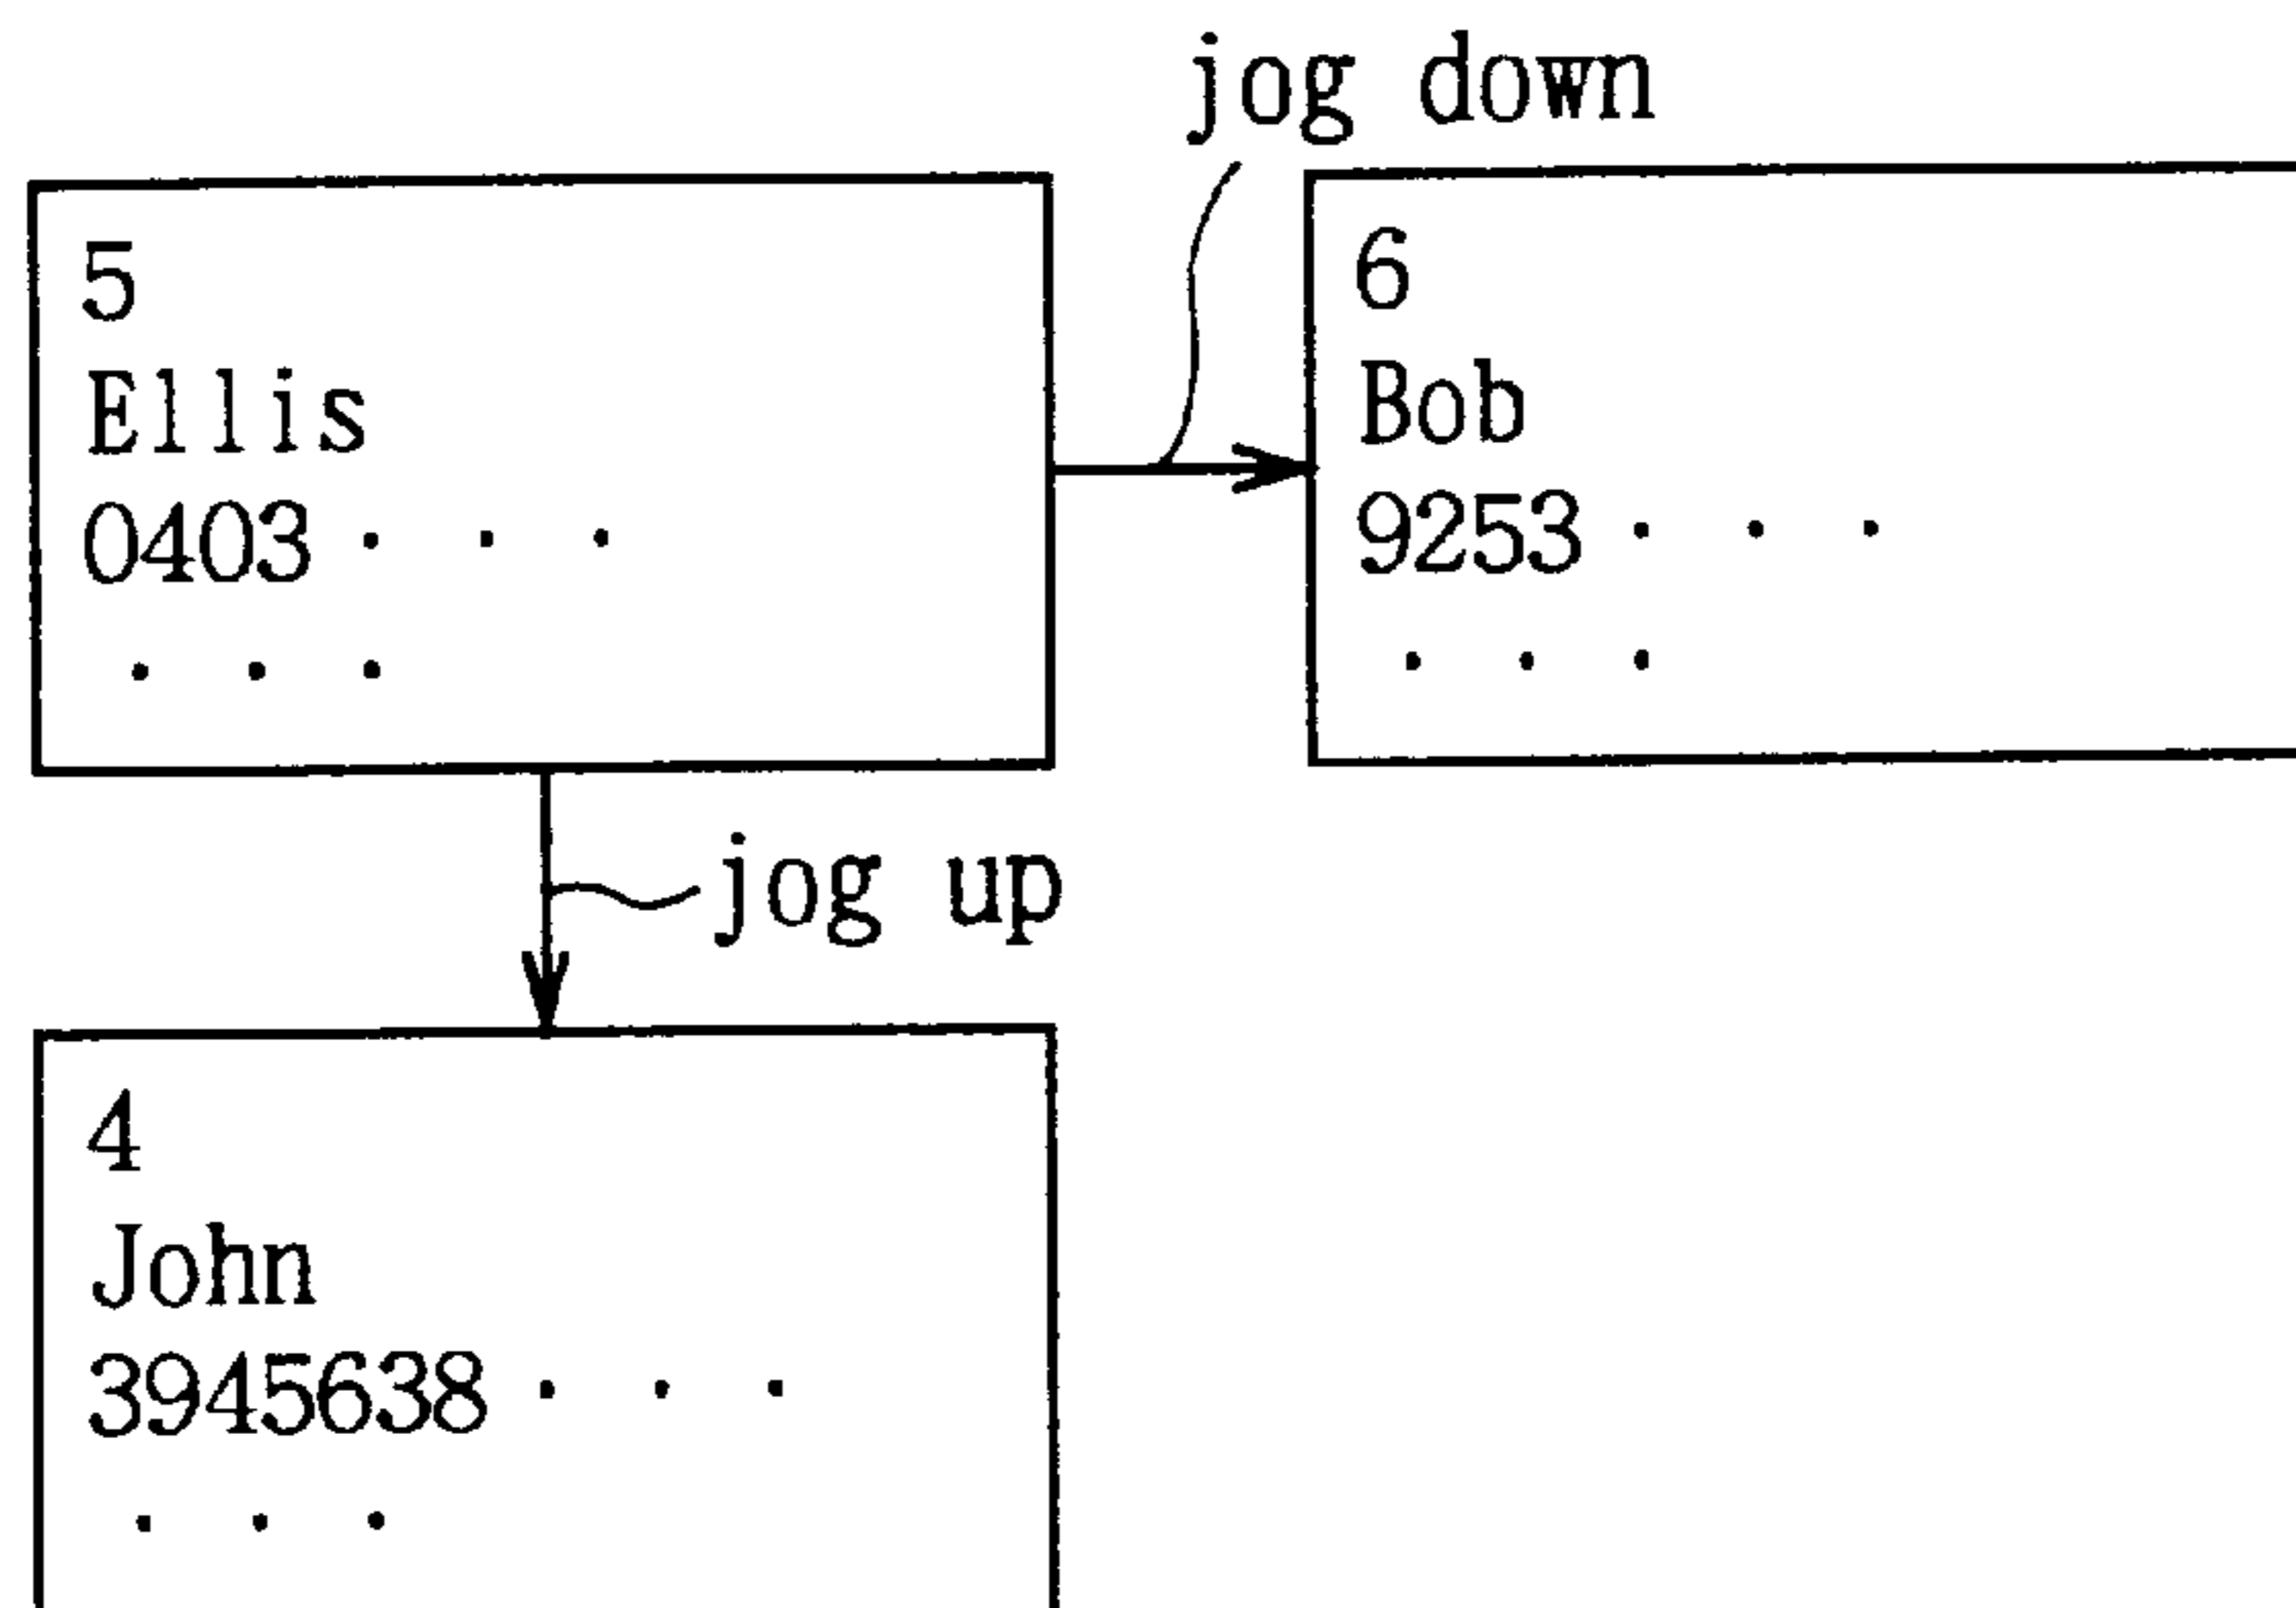 jog down
5
Ellis
0403 · · ·
· · ·
6
Bob
9253 · · ·
· · ·
jog up
4
John
3945638 · · ·
· · ·